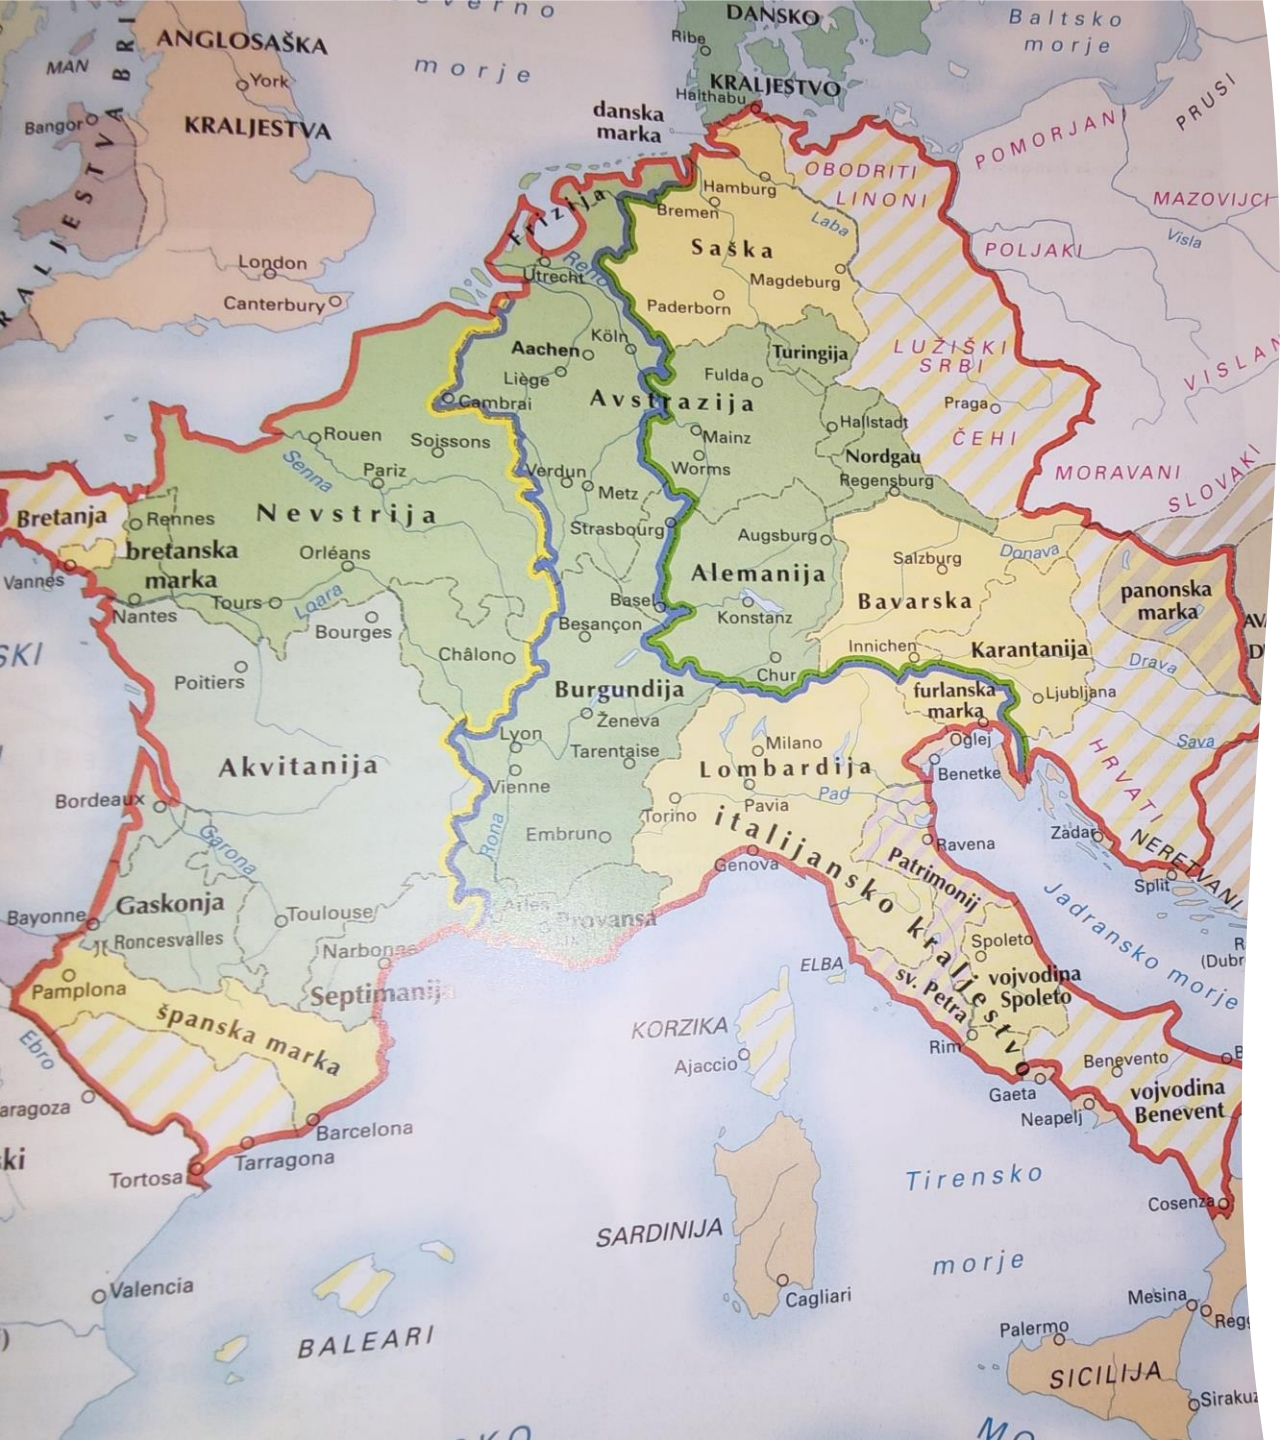 DANSKO
Baltsko
morje
ANGLOSAŠKA
MAN
Ribe
morje
York
KRALJESTVO
Halthabu
PRUSI
danska
marka
KRALJESTVA
Bangor
POMORJANI
OBODRITI
LINONI
Hamburg
Bremen
MAZOVIJCI
Frizija
Laba
Visla
Saška
POLJAKI
London
Utrecht
Reno
Magdeburg
Canterbury
Paderborn
Köln
Aachen
Turingija
LUŽIŠKI
SRBI
Liège
Fulda
Cambrai
Avstrazija
Praga
Hallstadt
ČEHI
Rouen
Soissons
Mainz
Senna
Pariz
Verdun
Worms
Nordgau
MORAVANI
SLOVAKI
Metz
Regensburg
Bretanja
Rennes
Nevstrija
Strasbourg
Augsburg
bretanska
marka
Orléans
Salzburg
Donava
Vannes
Alemanija
panonska
marka
Tours
Loara
Basel
Bavarska
Nantes
Bourges
Besançon
Konstanz
SKI
Châlon
Innichen
Karantanija
Drava
Poitiers
Chur
Burgundija
furlanska
marka
Ljubljana
Ženeva
Lyon
Oglej
Sava
Akvitanija
Tarentaise
Milano
Lombardija
Benetke
HRVATI
Vienne
Bordeaux
Pad
Pavia
Torino
italijansko kraljestvo
Garona
Rona
Embrun
Zadar
NERETVANI
Ravena
Genova
Patrimonij
Split
Gaskonja
Jadransko morje
Arles
Provansa
Bayonne
Toulouse
Roncesvalles
Narbonne
Spoleto
ELBA
Pamplona
Septimanija
sv. Petra
vojvodina
Spoleto
španska marka
KORZIKA
Ebro
Rim
Ajaccio
Benevento
Gaeta
vojvodina
Benevent
Neapelj
Barcelona
Tarragona
Tortosa
Tirensko
Cosenza
SARDINIJA
morje
Valencia
Cagliari
Mesina
Palermo
BALEARI
SICILIJA